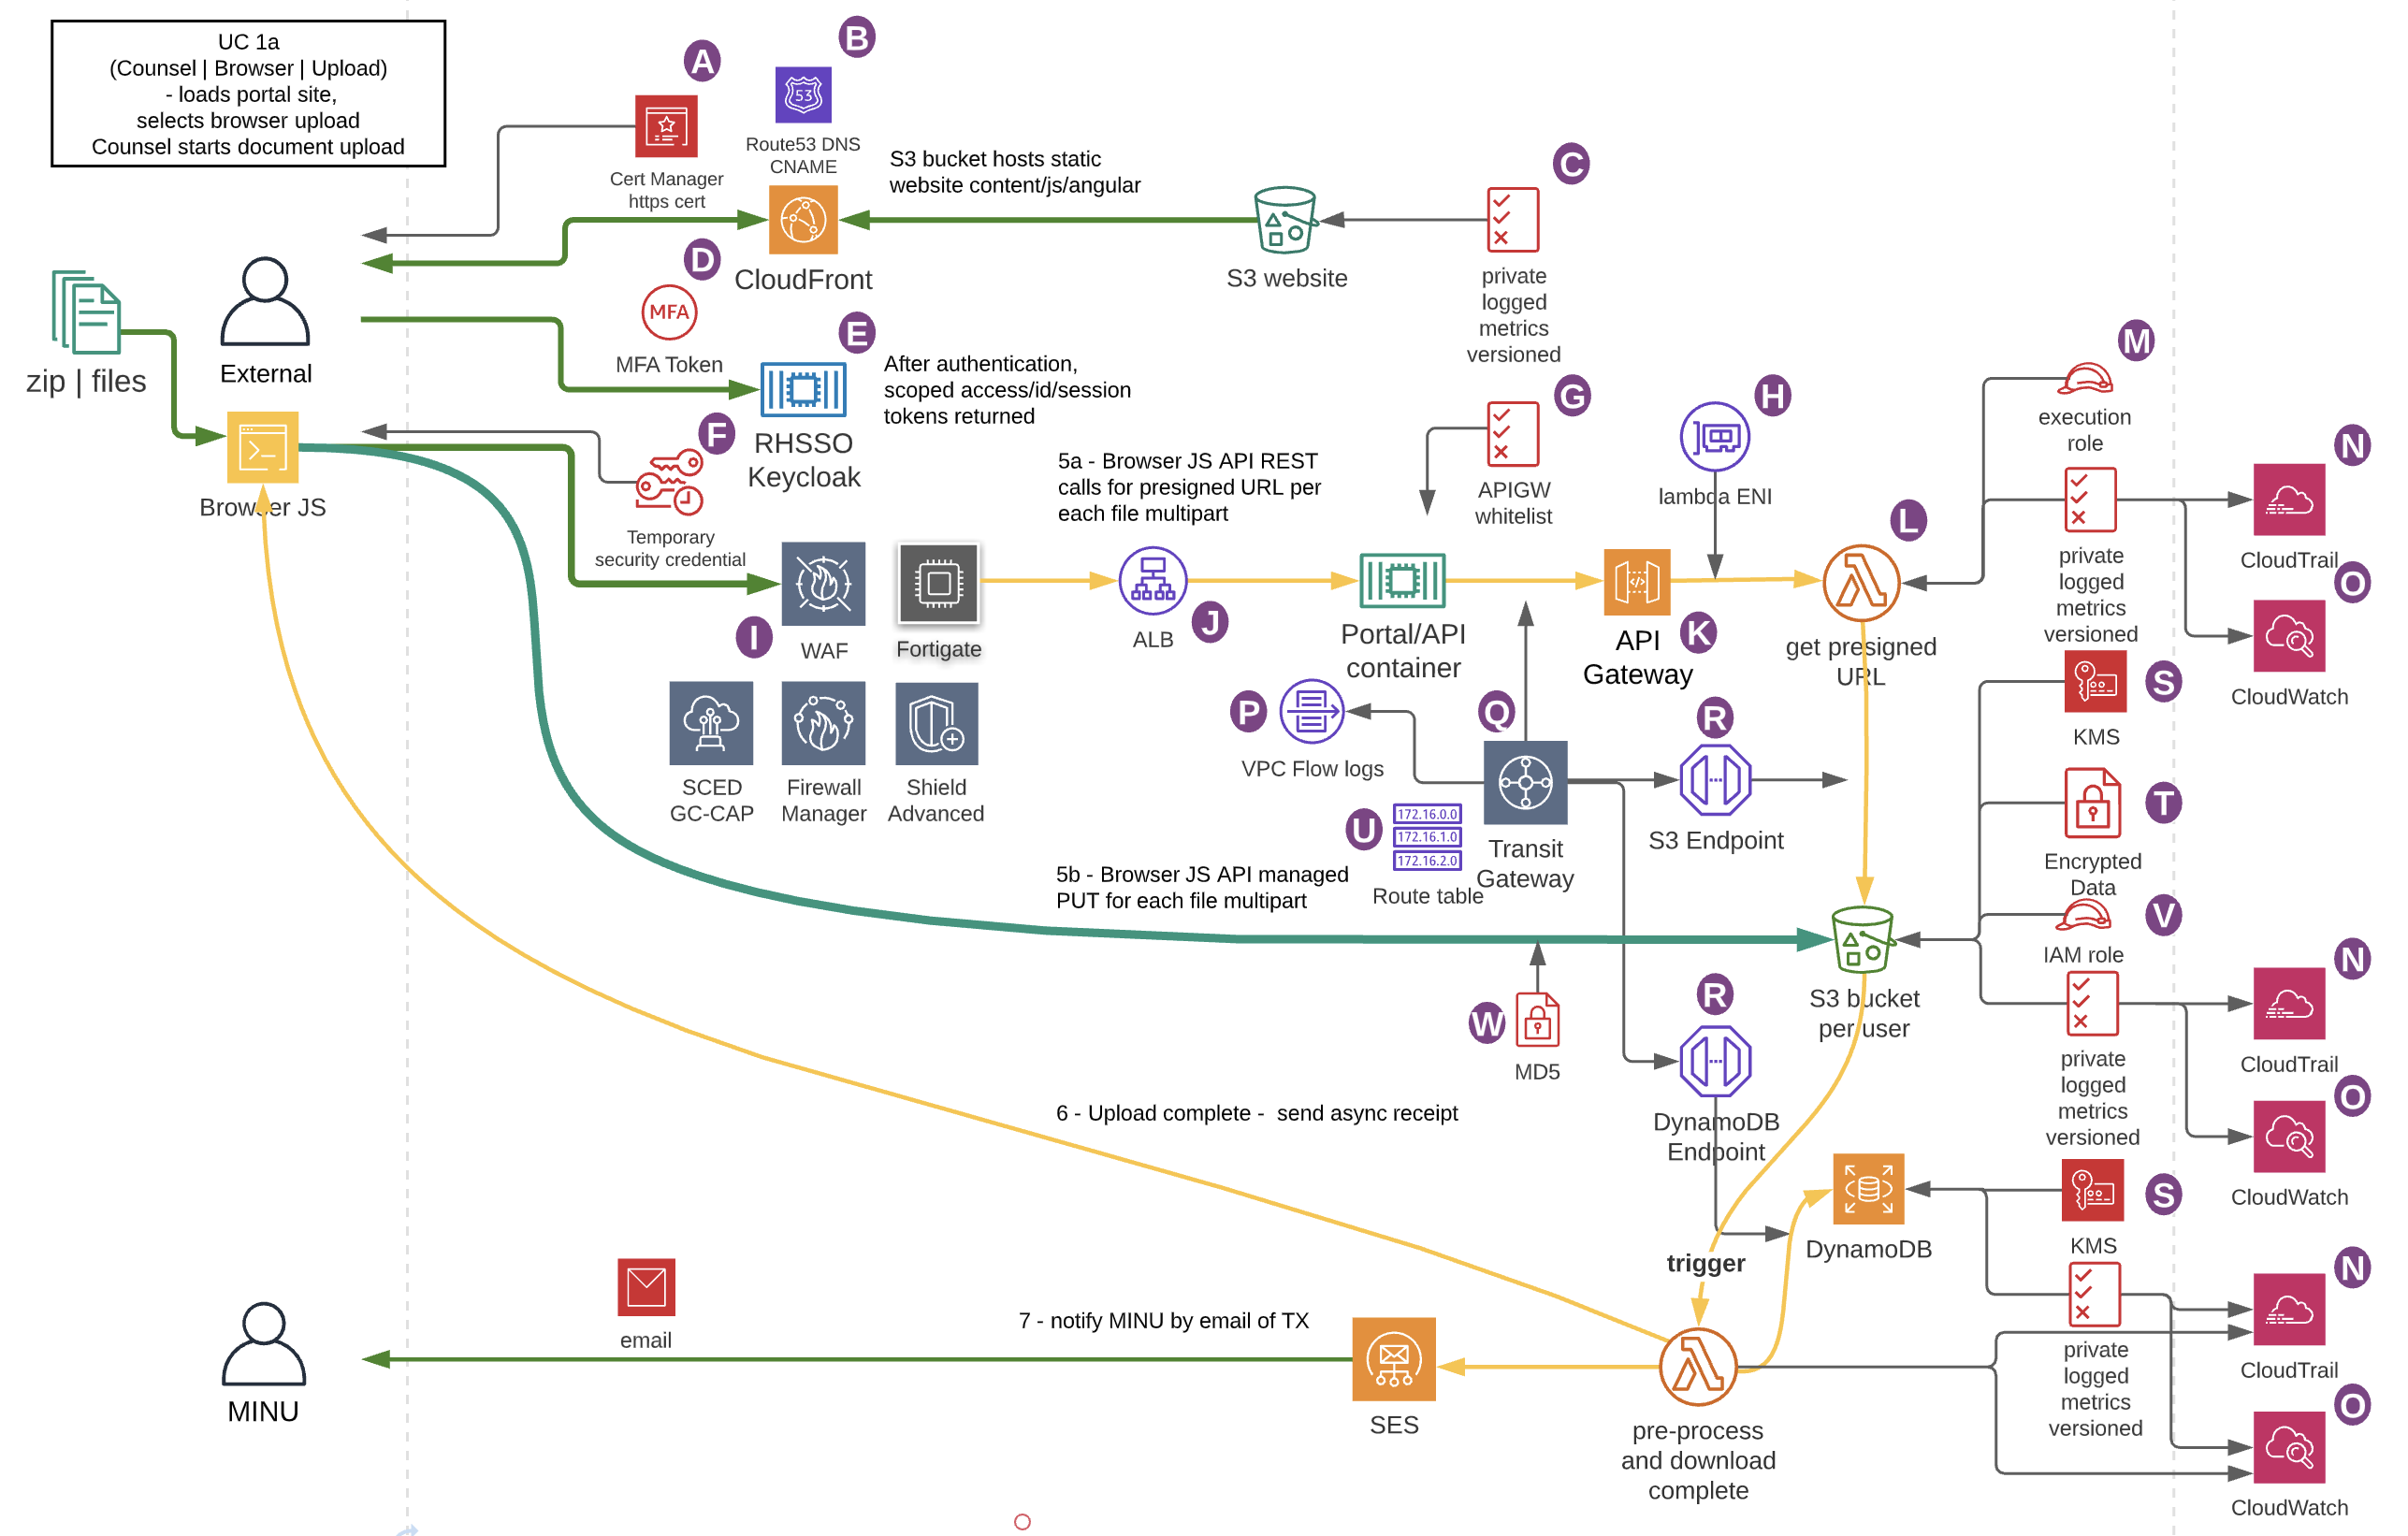 UC 1a
(Counsel | Browser | Upload)
- loads portal site,
selects browser upload
Counsel starts document upload
A
B
53
Cert Manager
https cert
Route53 DNS
CNAME
S3 bucket hosts static
website content/js/angular
C
CloudFront
S3 website
private
logged
metrics
versioned
zip | files
External
D
MFA
MFA Token
E
After authentication,
scoped access/id/session
tokens returned
RHSSO
Keycloak
Browser JS
F
Temporary
security credential
5a - Browser JS API REST
calls for presigned URL per
each file multipart
G
APIGW
whitelist
H
lambda ENI
M
execution
role
L
private
logged
metrics
versioned
N
CloudTrail
O
CloudWatch
I
WAF
Fortigate
ALB
J
Portal/API
container
API
Gateway
K
get presigned
URL
SCED
GC-CAP
Firewall
Manager
Shield
Advanced
P
VPC Flow logs
Q
Transit
Gateway
R
S3 Endpoint
S
KMS
T
Encrypted
Data
U
172.16.0.0
172.16.1.0
172.16.2.0
Route table
5b - Browser JS API managed
PUT for each file multipart
V
IAM role
W
MD5
R
DynamoDB
Endpoint
S3 bucket
per user
private
logged
metrics
versioned
N
CloudTrail
O
CloudWatch
6 - Upload complete - send async receipt
trigger
DynamoDB
S
KMS
private
logged
metrics
versioned
N
CloudTrail
O
CloudWatch
MINU
email
7 - notify MINU by email of TX
SES
pre-process
and download
complete